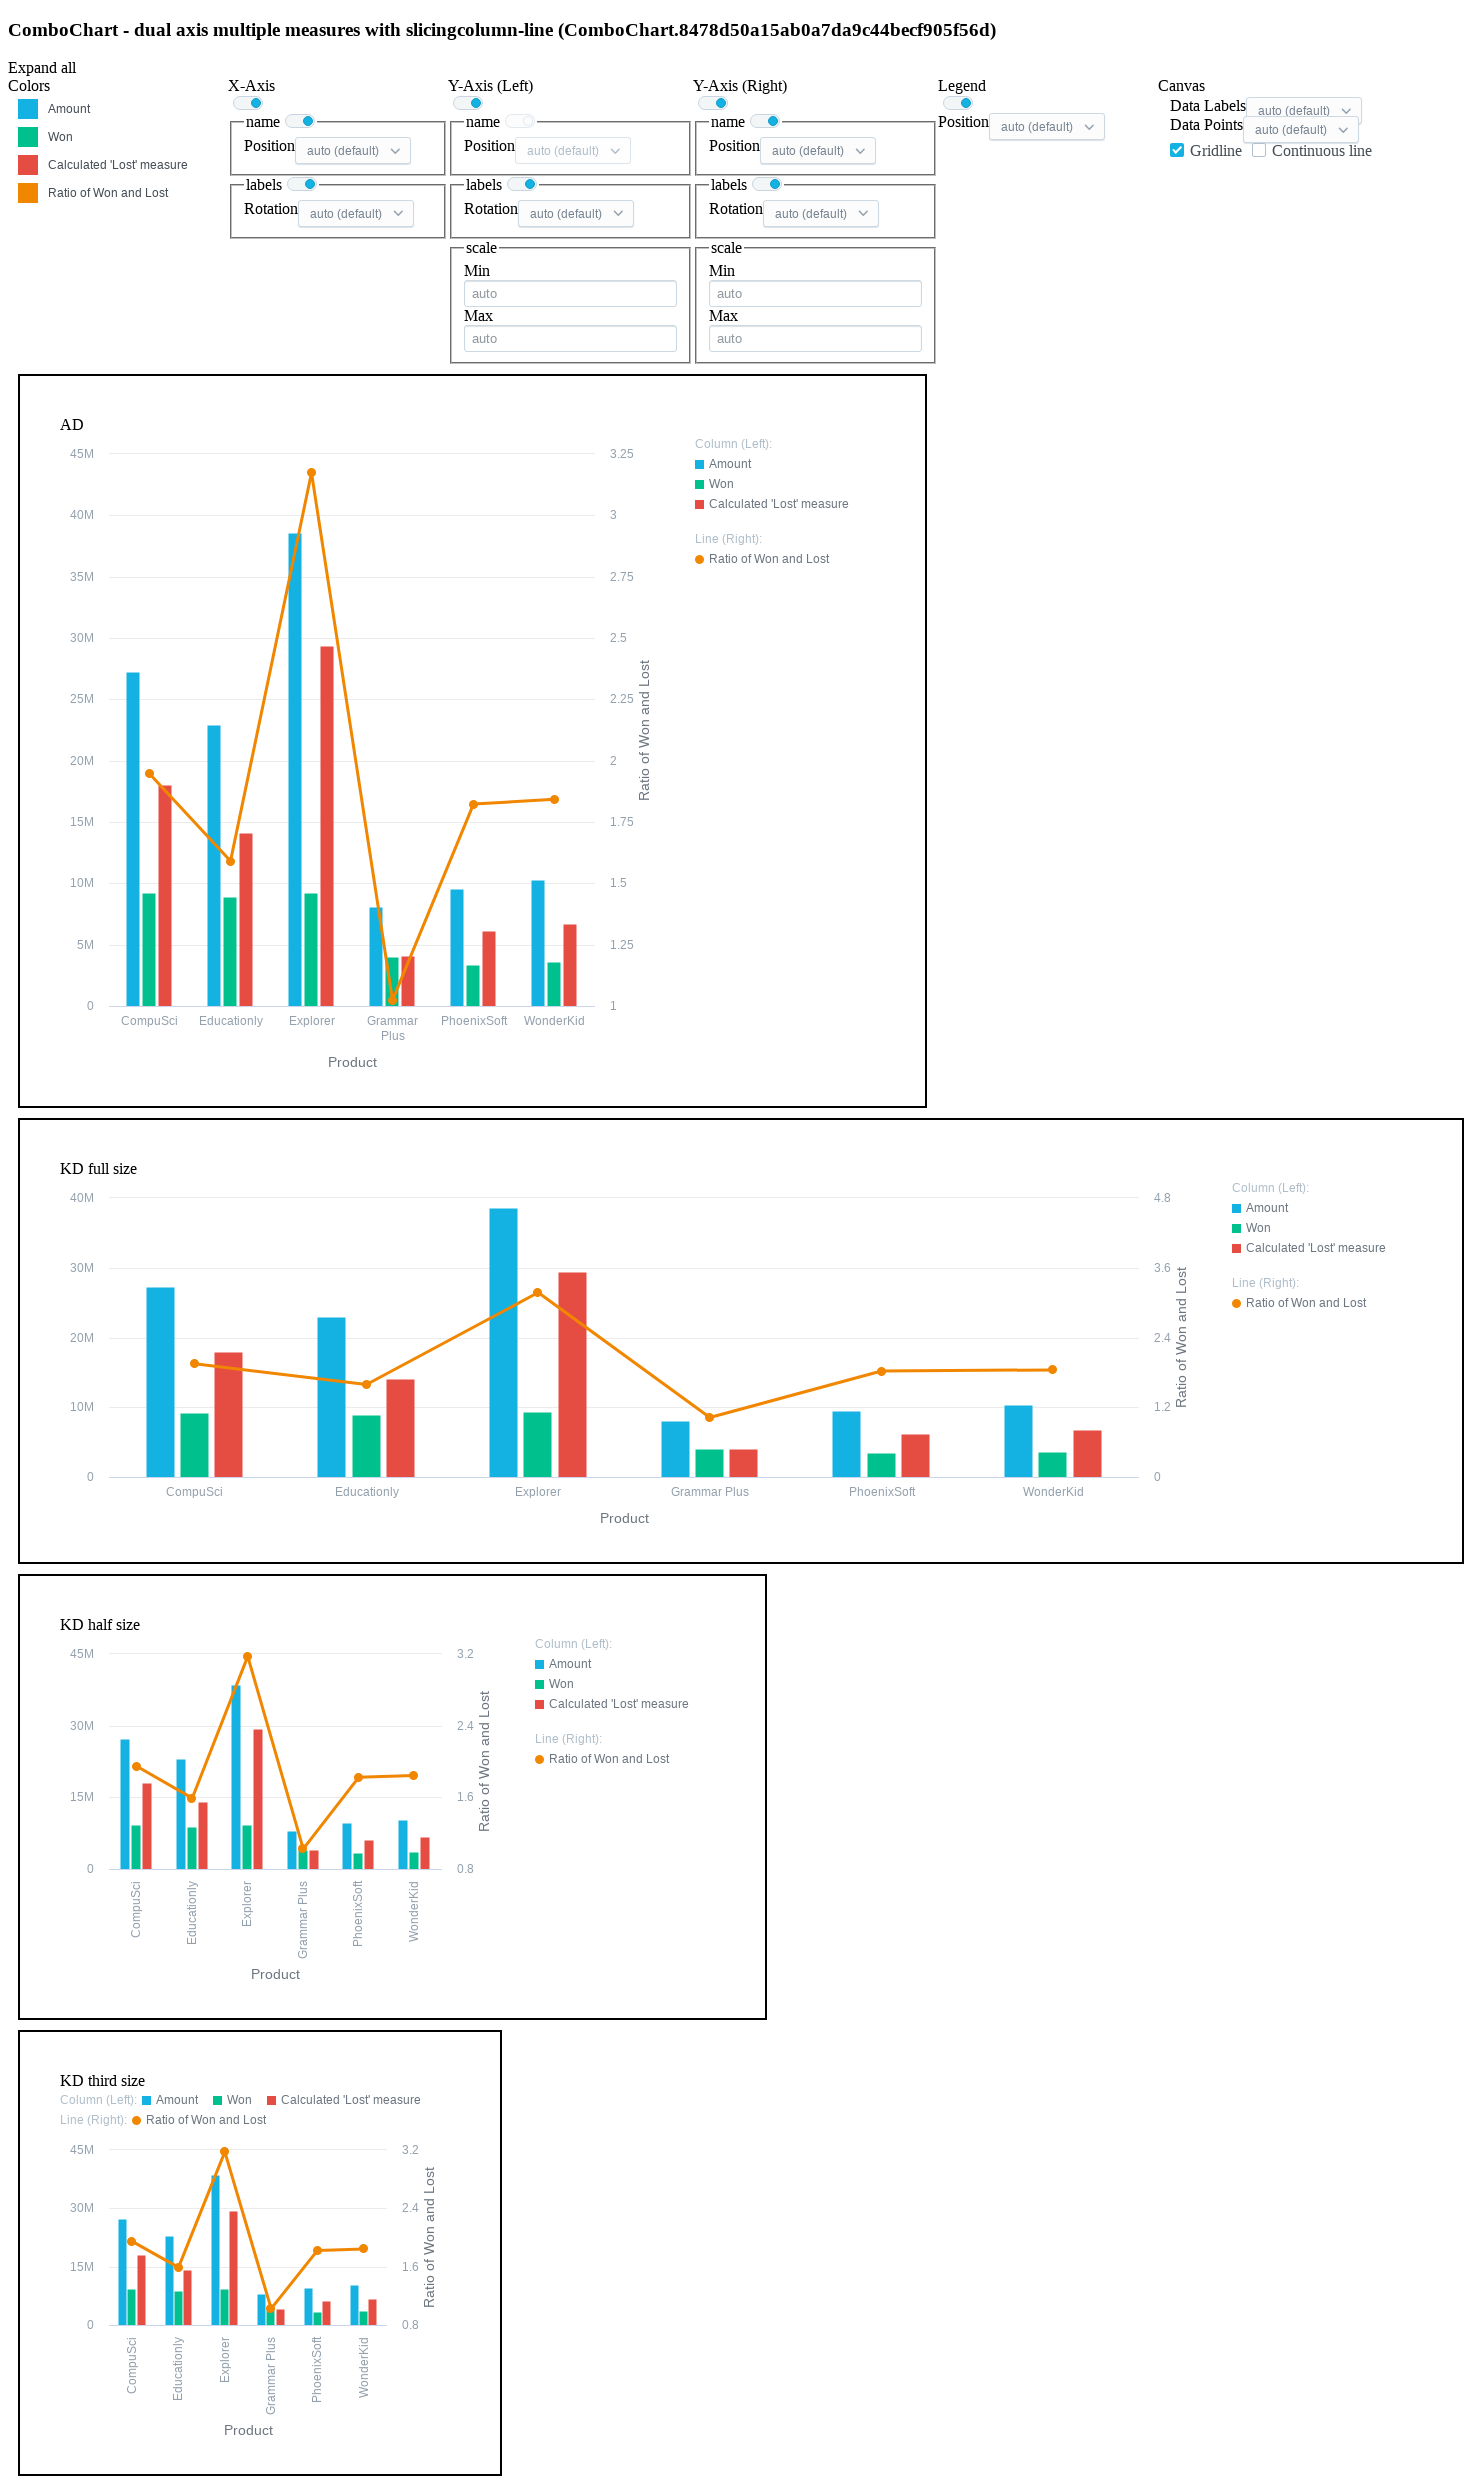 ComboChart - dual axis multiple measures with slicingcolumn-line (ComboChart.8478d50a15ab0a7da9c44becf905f56d)
Expand all
Colors
Amount
Won
Calculated 'Lost' measure
Ratio of Won and Lost
X-Axis
name
Position auto (default)
labels
Rotation auto (default)
Y-Axis (Left)
name
Position auto (default)
labels
Rotation auto (default)
scale
Min
auto
Max
auto
Y-Axis (Right)
name
Position auto (default)
labels
Rotation auto (default)
scale
Min
auto
Max
auto
Legend
Position auto (default)
Canvas
Data Labels auto (default)
Data Points auto (default)
Gridline Continuous line
AD
45M
40M
35M
30M
25M
20M
15M
10M
5M
0
3.25
3
2.75
2.5
2.25
2
1.75
1.5
1.25
1
Ratio of Won and Lost
CompuSci Educationly Explorer Grammar Plus PhoenixSoft WonderKid
Product
Column (Left):
Amount
Won
Calculated 'Lost' measure
Line (Right):
Ratio of Won and Lost
KD full size
40M
30M
20M
10M
0
4.8
3.6
2.4
1.2
0
Ratio of Won and Lost
CompuSci Educationly Explorer Grammar Plus PhoenixSoft WonderKid
Product
Column (Left):
Amount
Won
Calculated 'Lost' measure
Line (Right):
Ratio of Won and Lost
KD half size
45M
30M
15M
0
3.2
2.4
1.6
0.8
Ratio of Won and Lost
CompuSci Educationly Explorer Grammar Plus PhoenixSoft WonderKid
Product
Column (Left):
Amount
Won
Calculated 'Lost' measure
Line (Right):
Ratio of Won and Lost
KD third size
Column (Left): Amount Won Calculated 'Lost' measure
Line (Right): Ratio of Won and Lost
45M
30M
15M
0
3.2
2.4
1.6
0.8
Ratio of Won and Lost
CompuSci Educationly Explorer Grammar Plus PhoenixSoft WonderKid
Product